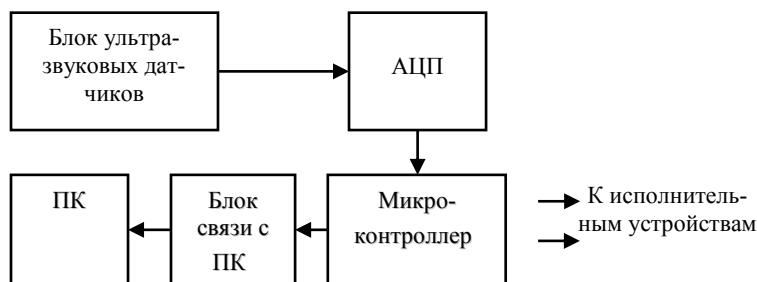 Блок ультра-
звуковых дат-
чиков
АЦП
ПК
Блок
связи с
ПК
Микро-
контроллер
К исполнитель-
ным устройствам